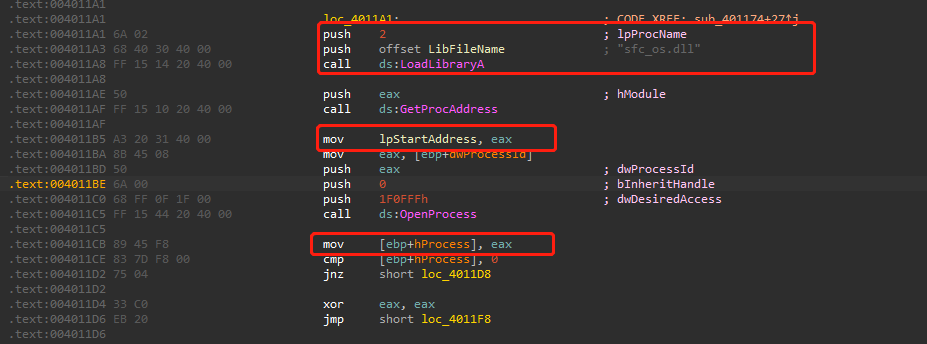 .text:004011A1
.text:004011A1 loc_4011A1: ; CODE XREF: sub_401174+27↑j
.text:004011A1 6A 02 push 2 ; lpProcName
.text:004011A3 68 40 30 40 00 push offset LibFileName ; "sfc_os.dll"
.text:004011A8 FF 15 14 20 40 00 call ds:LoadLibraryA
.text:004011A8
.text:004011AE 50 push eax ; hModule
.text:004011AF FF 15 10 20 40 00 call ds:GetProcAddress
.text:004011AF
.text:004011B5 A3 20 31 40 00 mov lpStartAddress, eax
.text:004011BA 8B 45 08 mov eax, [ebp+dwProcessId]
.text:004011BD 50 push eax ; dwProcessId
.text:004011BE 6A 00 push 0 ; bInheritHandle
.text:004011C0 68 FF 0F 1F 00 push 1F0FFFh ; dwDesiredAccess
.text:004011C5 FF 15 44 20 40 00 call ds:OpenProcess
.text:004011C5
.text:004011CB 89 45 F8 mov [ebp+hProcess], eax
.text:004011CE 83 7D F8 00 cmp [ebp+hProcess], 0
.text:004011D2 75 04 jnz short loc_4011D8
.text:004011D2
.text:004011D4 33 C0 xor eax, eax
.text:004011D6 EB 20 jmp short loc_4011F8
.text:004011D6